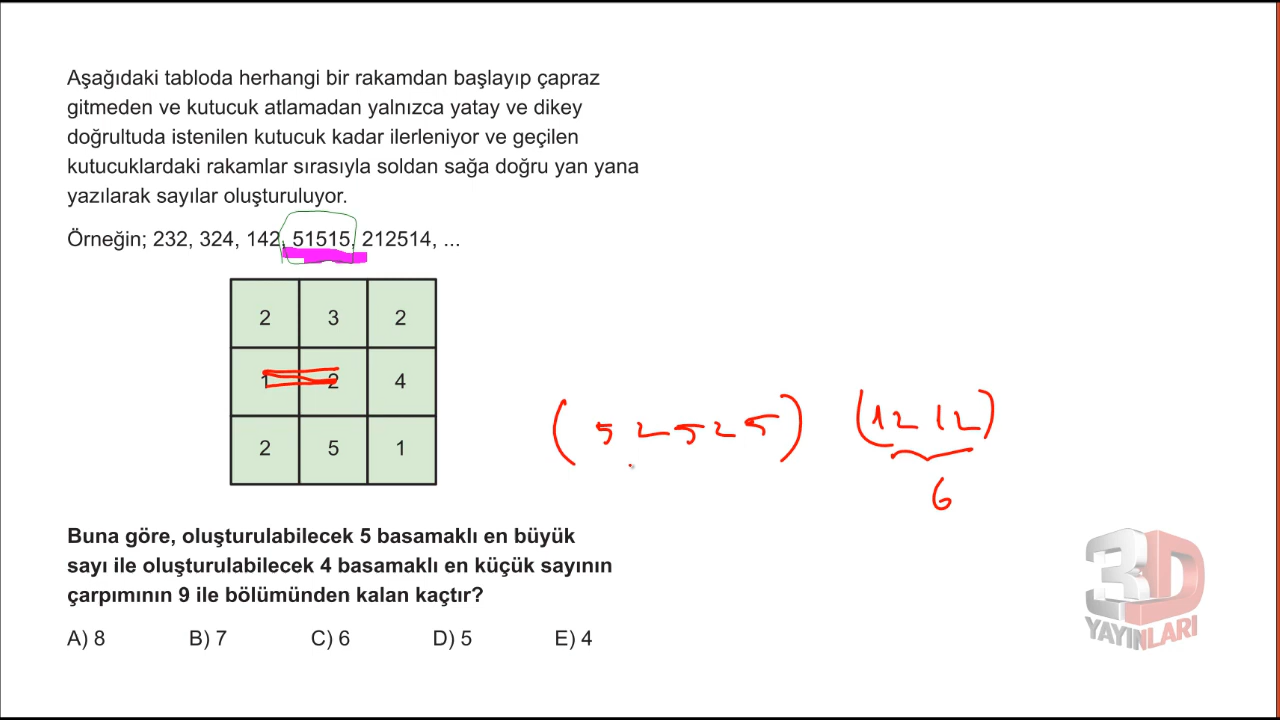 Aşağıdaki tabloda herhangi bir rakamdan başlayıp çapraz
gitmeden ve kutucuk atlamadan yalnızca yatay ve dikey
doğrultuda istenilen kutucuk kadar ilerleniyor ve geçilen
kutucuklardaki rakamlar sırasıyla soldan sağa doğru yan yana
yazılarak sayılar oluşturuluyor.
Örneğin; 232, 324, 142, 51515, 212514, ...
2 3 2
1 2 4
2 5 1
(52525) (1212)
6
Buna göre, oluşturulabilecek 5 basamaklı en büyük
sayı ile oluşturulabilecek 4 basamaklı en küçük sayının
çarpımının 9 ile bölümünden kalan kaçtır?
A) 8 B) 7 C) 6 D) 5 E) 4
3D
YAYINLARI